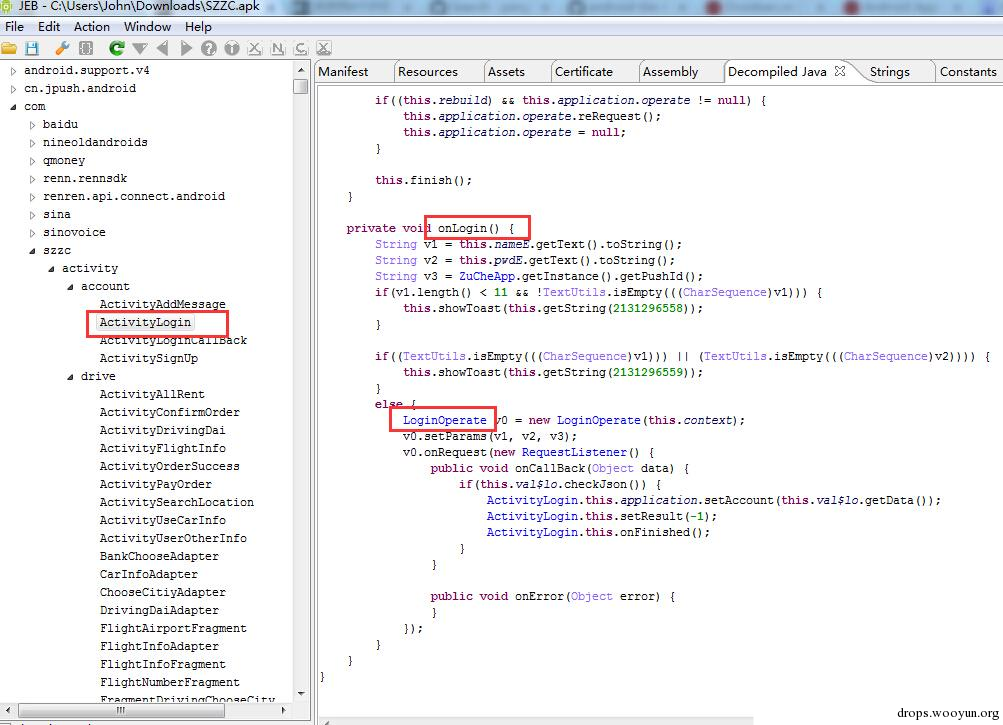 JEB - C:\Users\John\Downloads\SZZC.apk
File Edit Action Window Help
android.support.v4
cn.jpush.android
com
baidu
nineoldandroids
qmoney
renn.rennsdk
renren.api.connect.android
sina
sinovoice
szzc
activity
account
ActivityAddMessage
ActivityLogin
ActivityLoginCallBack
ActivitySignUp
drive
ActivityAllRent
ActivityConfirmOrder
ActivityDrivingDai
ActivityFlightInfo
ActivityOrderSuccess
ActivityPayOrder
ActivitySearchLocation
ActivityUseCarInfo
ActivityUserOtherInfo
BankChooseAdapter
CarInfoAdapter
ChooseCitiyAdapter
DrivingDaiAdapter
FlightAirportFragment
FlightInfoAdapter
FlightInfoFragment
FlightNumberFragment
FragmentDrivingChooseCity
Manifest Resources Assets Certificate Assembly Decompiled Java Strings Constants
if((this.rebuild) && this.application.operate != null) {
this.application.operate.reRequest();
this.application.operate = null;
}
this.finish();
}
private void onLogin() {
String v1 = this.nameE.getText().toString();
String v2 = this.pwdE.getText().toString();
String v3 = ZuCheApp.getInstance().getPushId();
if(v1.length() < 11 && !TextUtils.isEmpty(((CharSequence)v1))) {
this.showToast(this.getString(2131296558));
}
if((TextUtils.isEmpty(((CharSequence)v1))) || (TextUtils.isEmpty(((CharSequence)v2)))) {
this.showToast(this.getString(2131296559));
}
else {
LoginOperate v0 = new LoginOperate(this.context);
v0.setParams(v1, v2, v3);
v0.onRequest(new RequestListener() {
public void onCallBack(Object data) {
if(this.val$lo.checkJson()) {
ActivityLogin.this.application.setAccount(this.val$lo.getData());
ActivityLogin.this.setResult(-1);
ActivityLogin.this.onFinished();
}
}
public void onError(Object error) {
}
});
}
}
}
drops.wooyun.org